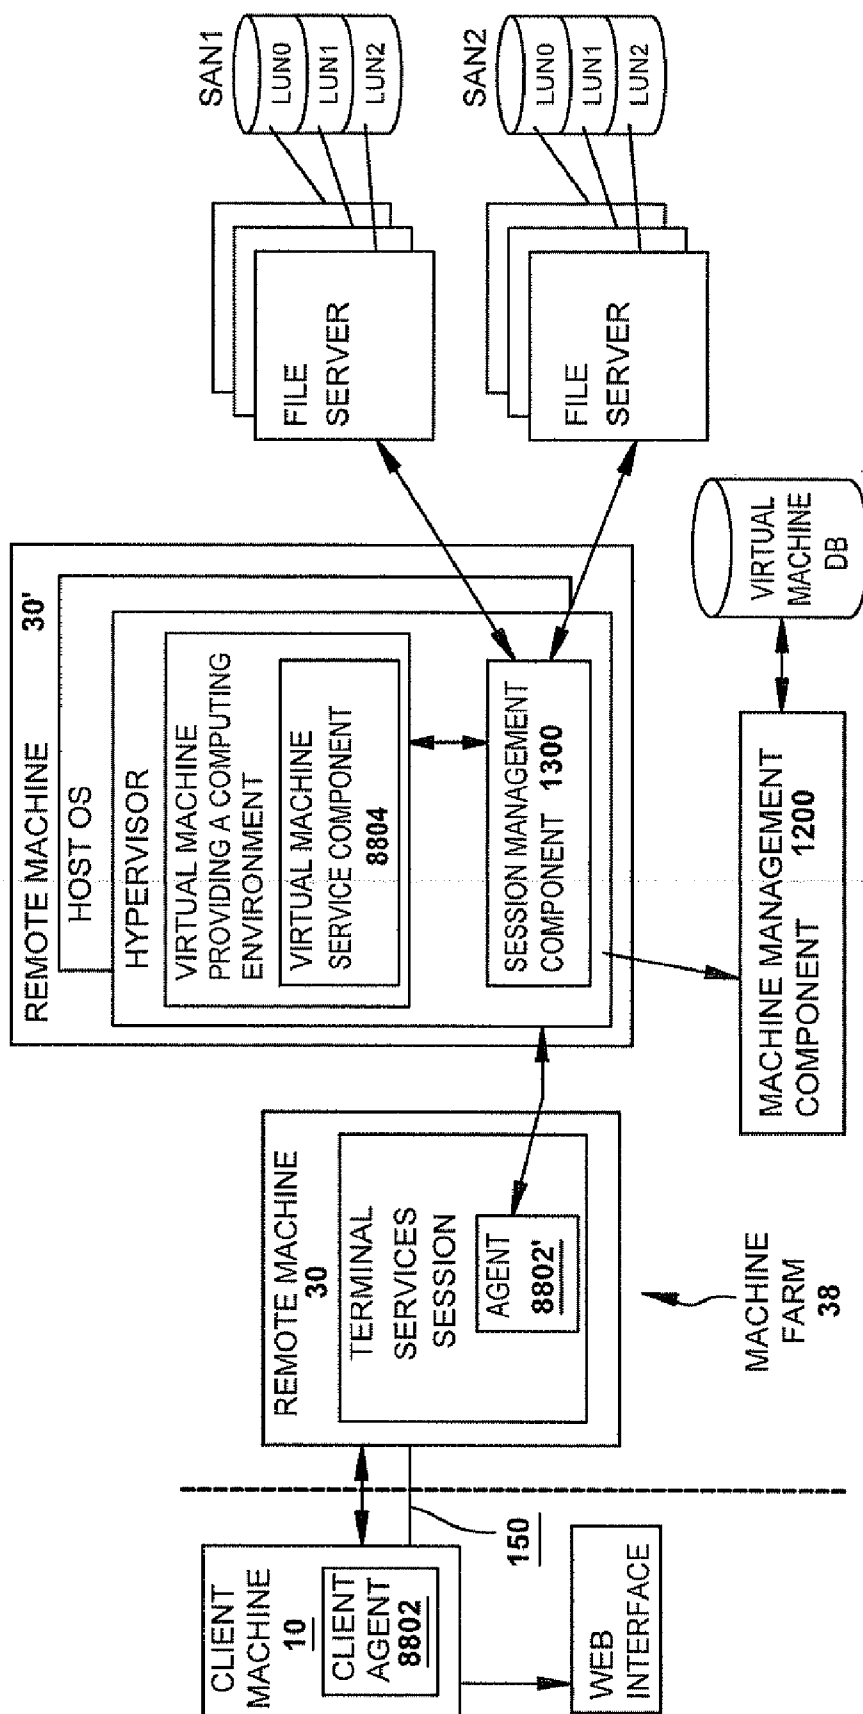 CLIENT
MACHINE
10
CLIENT
AGENT
8802
WEB
INTERFACE
150
REMOTE MACHINE
30
TERMINAL
SERVICES
SESSION
AGENT
8802'
MACHINE
FARM
38
REMOTE MACHINE 30'
HOST OS
HYPERVISOR
VIRTUAL MACHINE
PROVIDING A COMPUTING
ENVIRONMENT
VIRTUAL MACHINE
SERVICE COMPONENT
8804
SESSION MANAGEMENT
COMPONENT 1300
MACHINE MANAGEMENT
COMPONENT 1200
VIRTUAL
MACHINE
DB
FILE
SERVER
SAN1
LUN0
LUN1
LUN2
FILE
SERVER
SAN2
LUN0
LUN1
LUN2